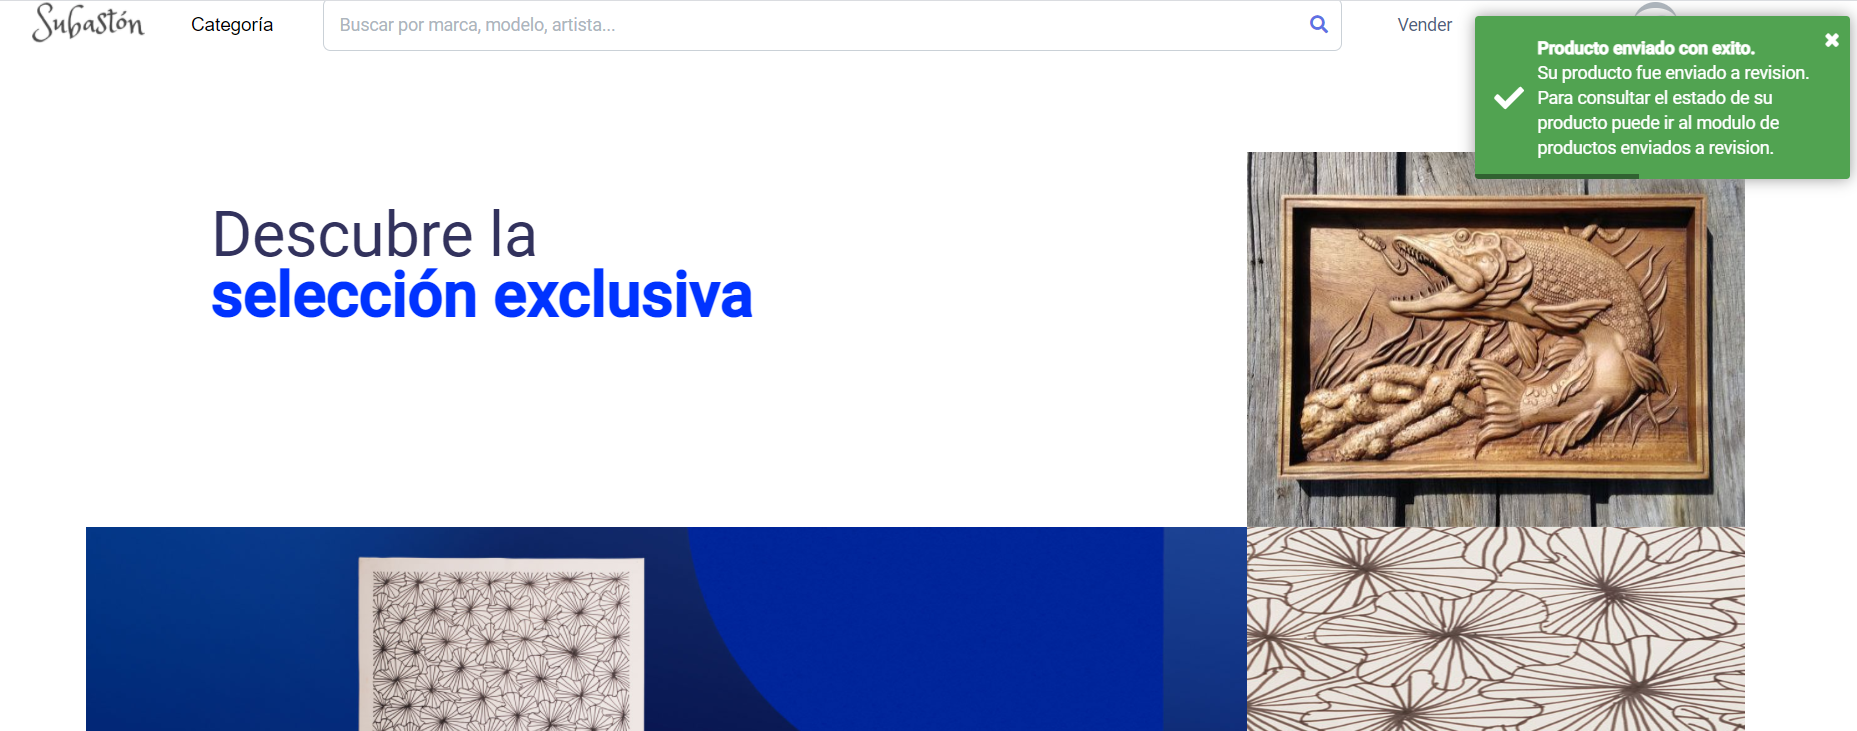 Subastón
Categoría
Buscar por marca, modelo, artista...
Vender
Producto enviado con exito.
Su producto fue enviado a revision.
Para consultar el estado de su
producto puede ir al modulo de
productos enviados a revision.
Descubre la
selección exclusiva